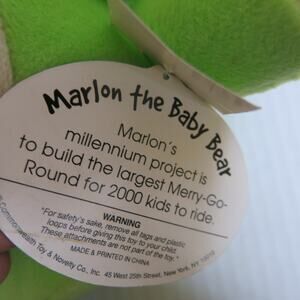 Marlon the Baby Bear
Marlon's
millennium project is
to build the largest Merry-Go-
Round for 2000 kids to ride.
WARNING
"For safety's sake, remove all tags and plastic
loops before giving this toy to your child.
These attachments are not part of the toy."
MADE & PRINTED IN CHINA
Commonwealth Toy & Novelty Co., Inc. 45 West 25th Street, New York, NY 10010